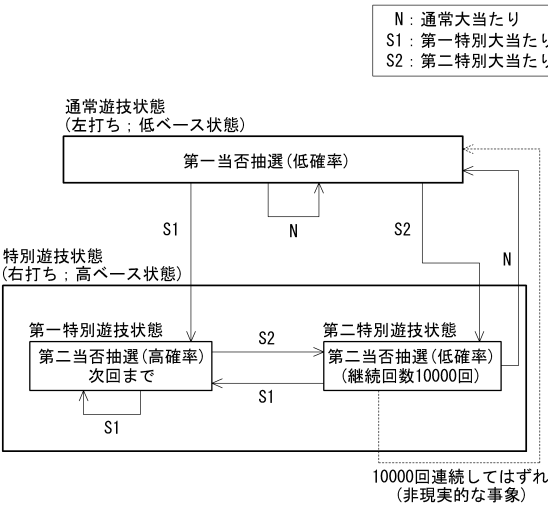 N：通常大当たり
S1：第一特別大当たり
S2：第二特別大当たり
通常遊技状態
(左打ち；低ベース状態)
第一当否抽選(低確率)
S1
N
S2
N
特別遊技状態
(右打ち；高ベース状態)
第一特別遊技状態
第二当否抽選(高確率)
次回まで
S2
S1
S1
第二特別遊技状態
第二当否抽選(低確率)
(継続回数10000回)
10000回連続してはずれ
(非現実的な事象)